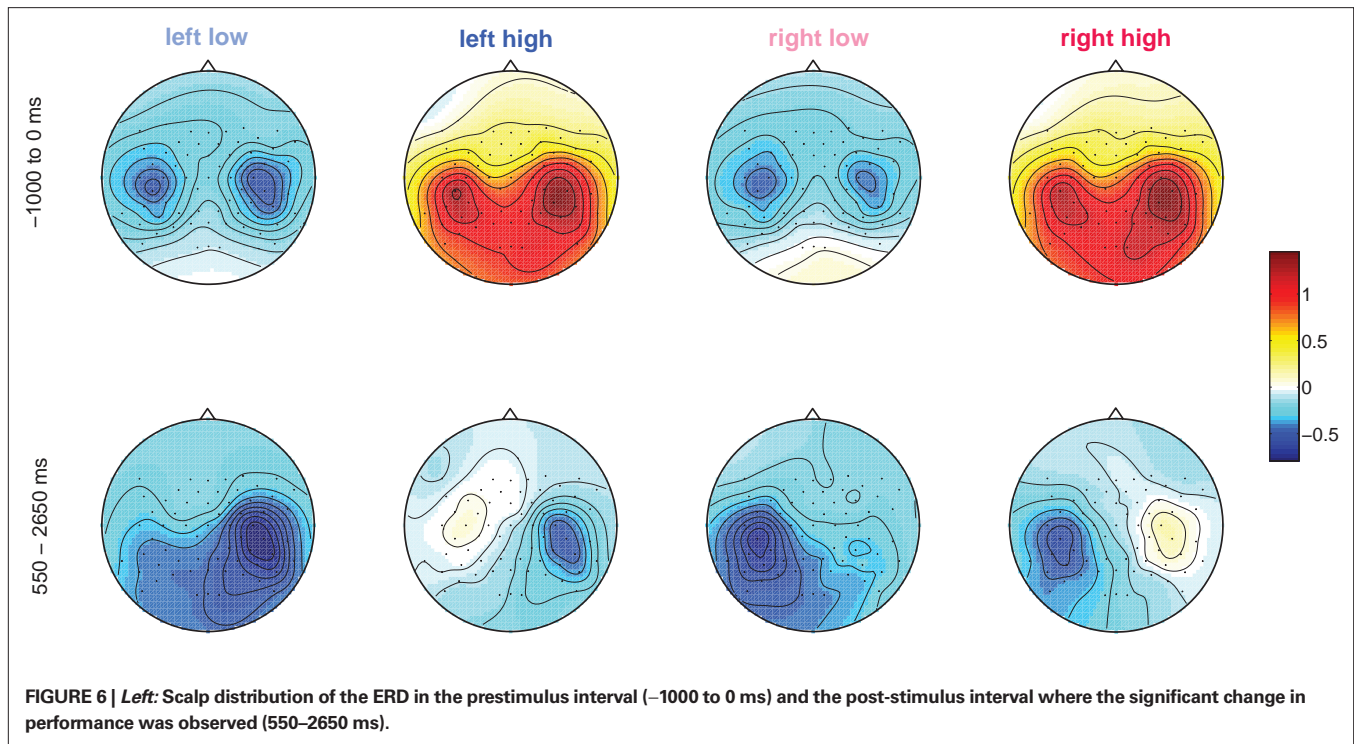 left low left high right low right high
−1000 to 0 ms
1
0.5
0
−0.5
550 – 2650 ms
FIGURE 6 | Left: Scalp distribution of the ERD in the prestimulus interval (−1000 to 0 ms) and the post-stimulus interval where the significant change in
performance was observed (550–2650 ms).